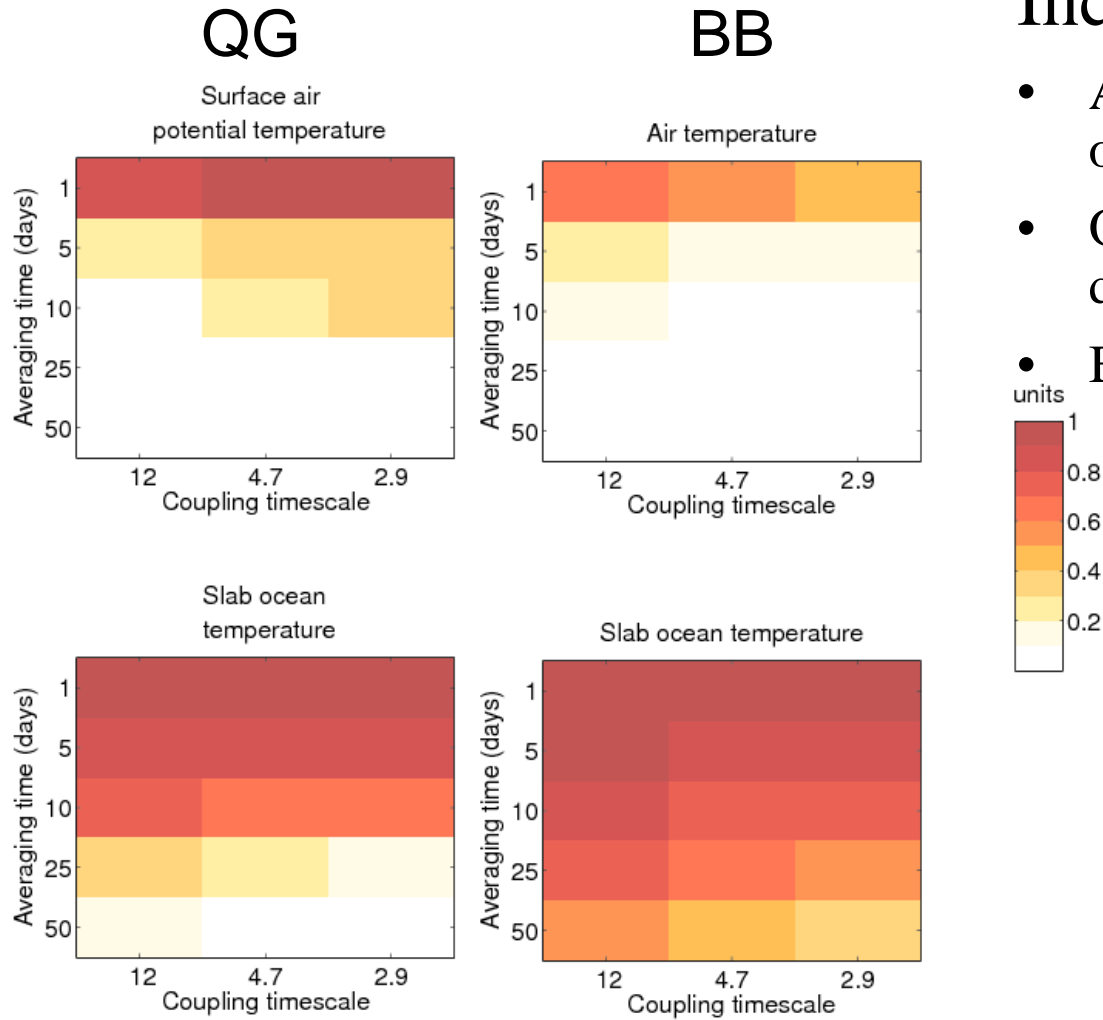 QG
BB
Surface air
potential temperature
Averaging time (days)
1
5
10
25
50
12 4.7 2.9
Coupling timescale
Air temperature
Averaging time (days)
1
5
10
25
50
12 4.7 2.9
Coupling timescale
Slab ocean
temperature
Averaging time (days)
1
5
10
25
50
12 4.7 2.9
Coupling timescale
Slab ocean temperature
Averaging time (days)
1
5
10
25
50
12 4.7 2.9
Coupling timescale
units
1
0.8
0.6
0.4
0.2